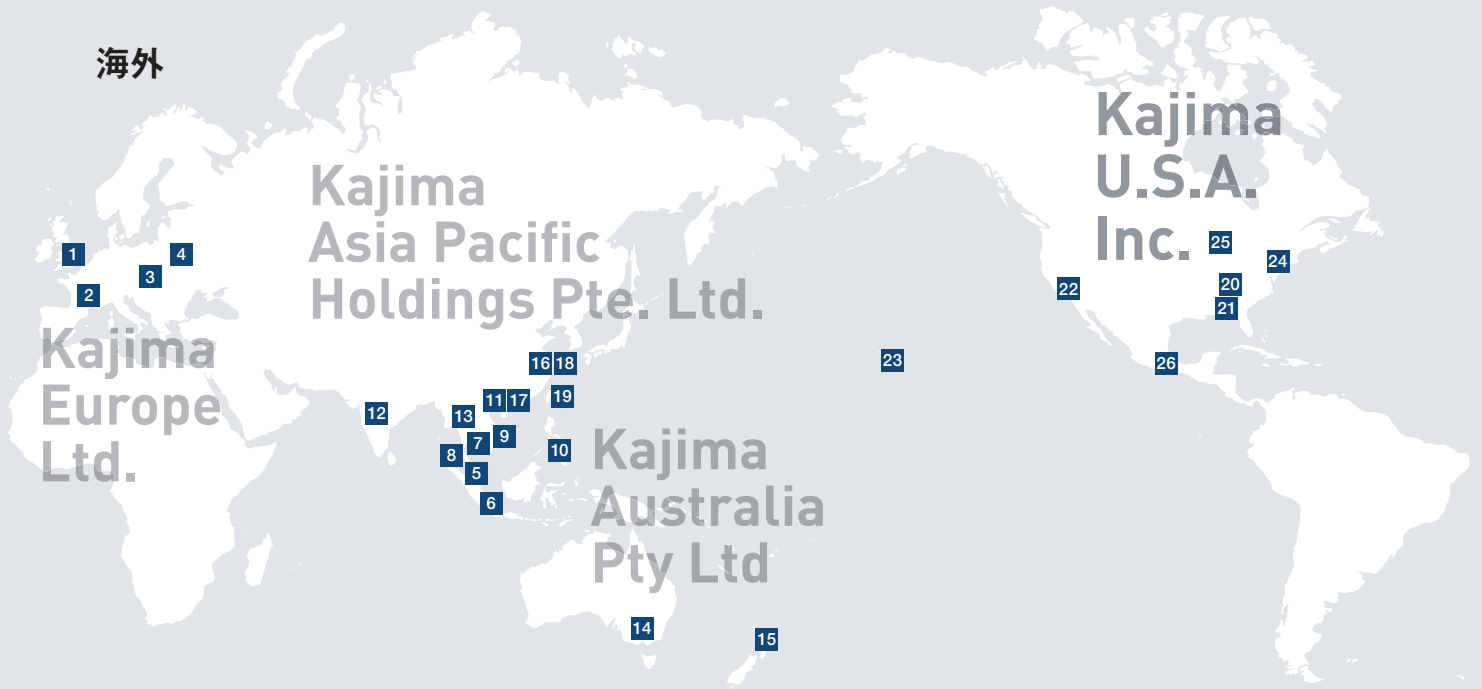 海外
Kajima
U.S.A.
Inc.
Kajima
Asia Pacific
Holdings Pte. Ltd.
Kajima
Europe
Ltd.
Kajima
Australia
Pty Ltd
1
2
3
4
5
6
7
8
9
10
11
12
13
14
15
16
17
18
19
20
21
22
23
24
25
26